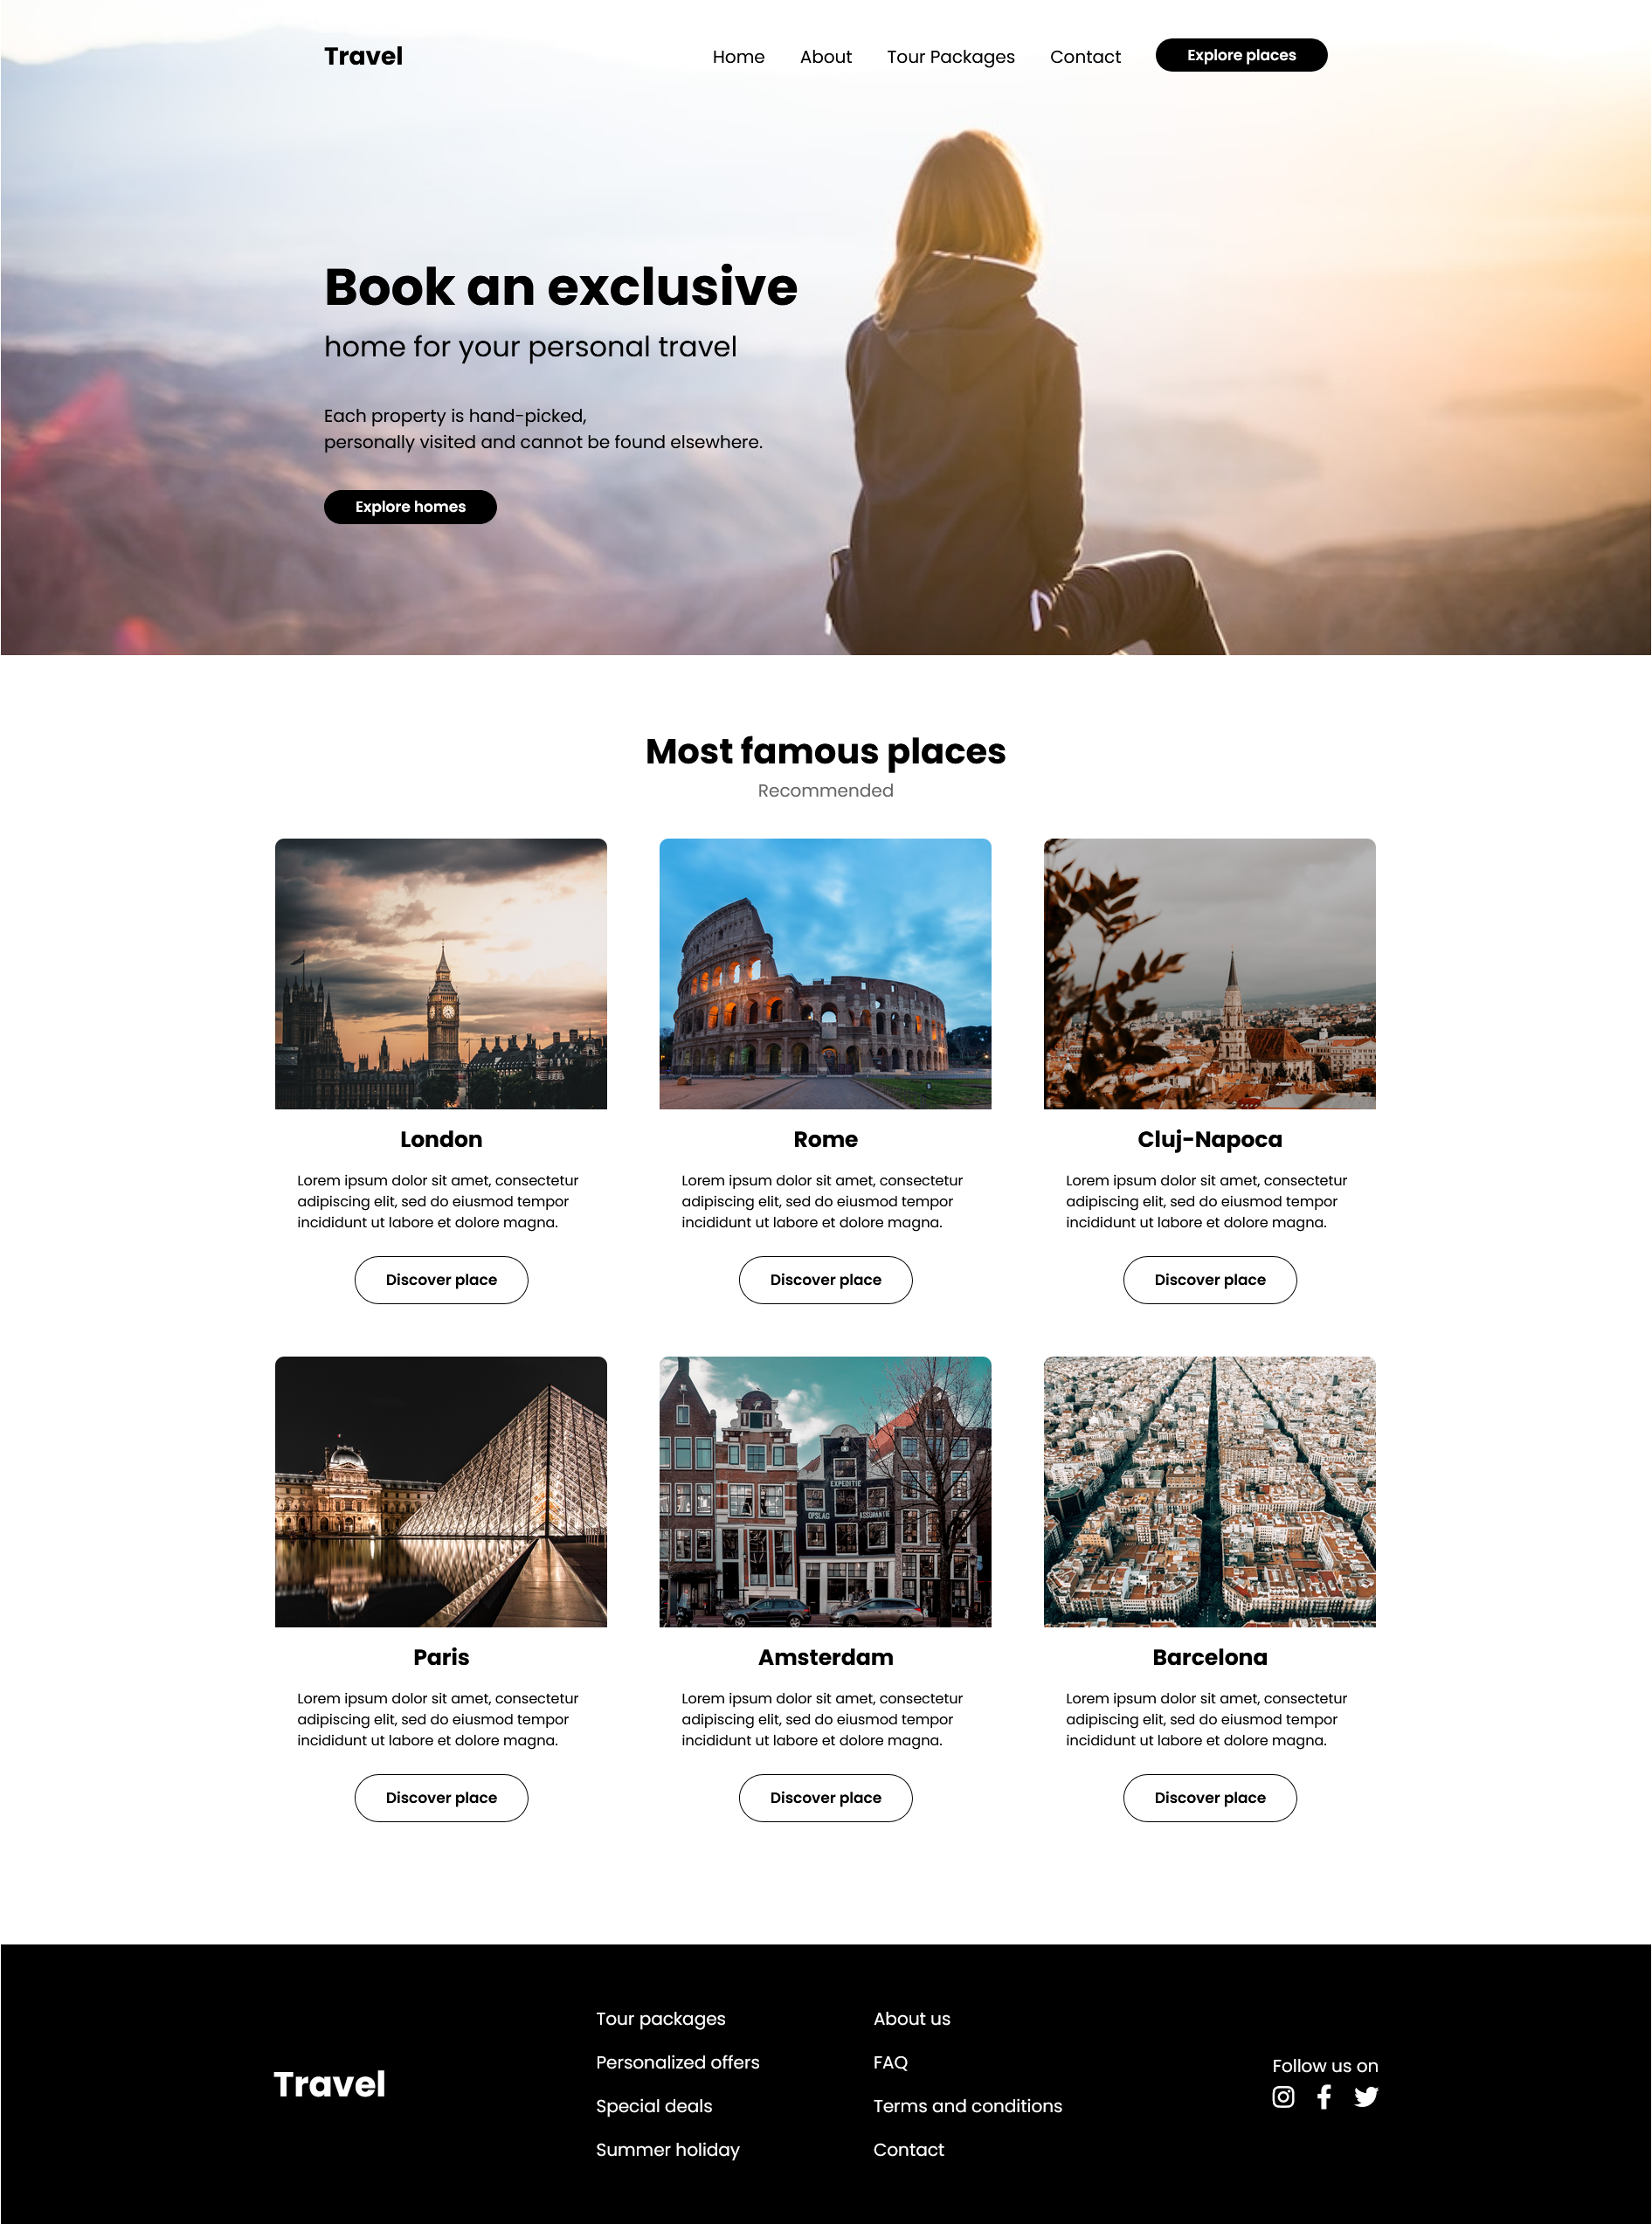 Travel
Home About Tour Packages Contact Explore places
Book an exclusive
home for your personal travel
Each property is hand-picked,
personally visited and cannot be found elsewhere.
Explore homes
Most famous places
Recommended
London
Lorem ipsum dolor sit amet, consectetur
adipiscing elit, sed do eiusmod tempor
incididunt ut labore et dolore magna.
Discover place
Rome
Lorem ipsum dolor sit amet, consectetur
adipiscing elit, sed do eiusmod tempor
incididunt ut labore et dolore magna.
Discover place
Cluj-Napoca
Lorem ipsum dolor sit amet, consectetur
adipiscing elit, sed do eiusmod tempor
incididunt ut labore et dolore magna.
Discover place
EXPEDITIE
OPSLAG ASSURANTIE
Paris
Lorem ipsum dolor sit amet, consectetur
adipiscing elit, sed do eiusmod tempor
incididunt ut labore et dolore magna.
Discover place
Amsterdam
Lorem ipsum dolor sit amet, consectetur
adipiscing elit, sed do eiusmod tempor
incididunt ut labore et dolore magna.
Discover place
Barcelona
Lorem ipsum dolor sit amet, consectetur
adipiscing elit, sed do eiusmod tempor
incididunt ut labore et dolore magna.
Discover place
Travel
Tour packages
Personalized offers
Special deals
Summer holiday
About us
FAQ
Terms and conditions
Contact
Follow us on